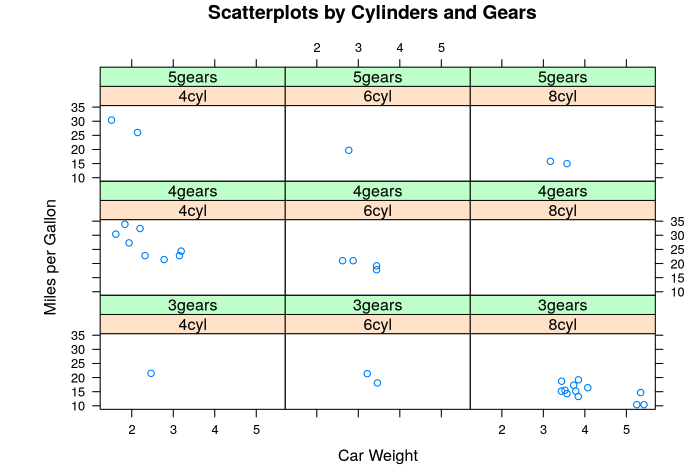 Scatterplots by Cylinders and Gears
2 3 4 5
5gears 5gears 5gears
4cyl 6cyl 8cyl
35
30
25
20
15
10
4gears 4gears 4gears
4cyl 6cyl 8cyl
35
30
25
20
15
10
3gears 3gears 3gears
4cyl 6cyl 8cyl
35
30
25
20
15
10
2 3 4 5 2 3 4 5
Miles per Gallon
Car Weight